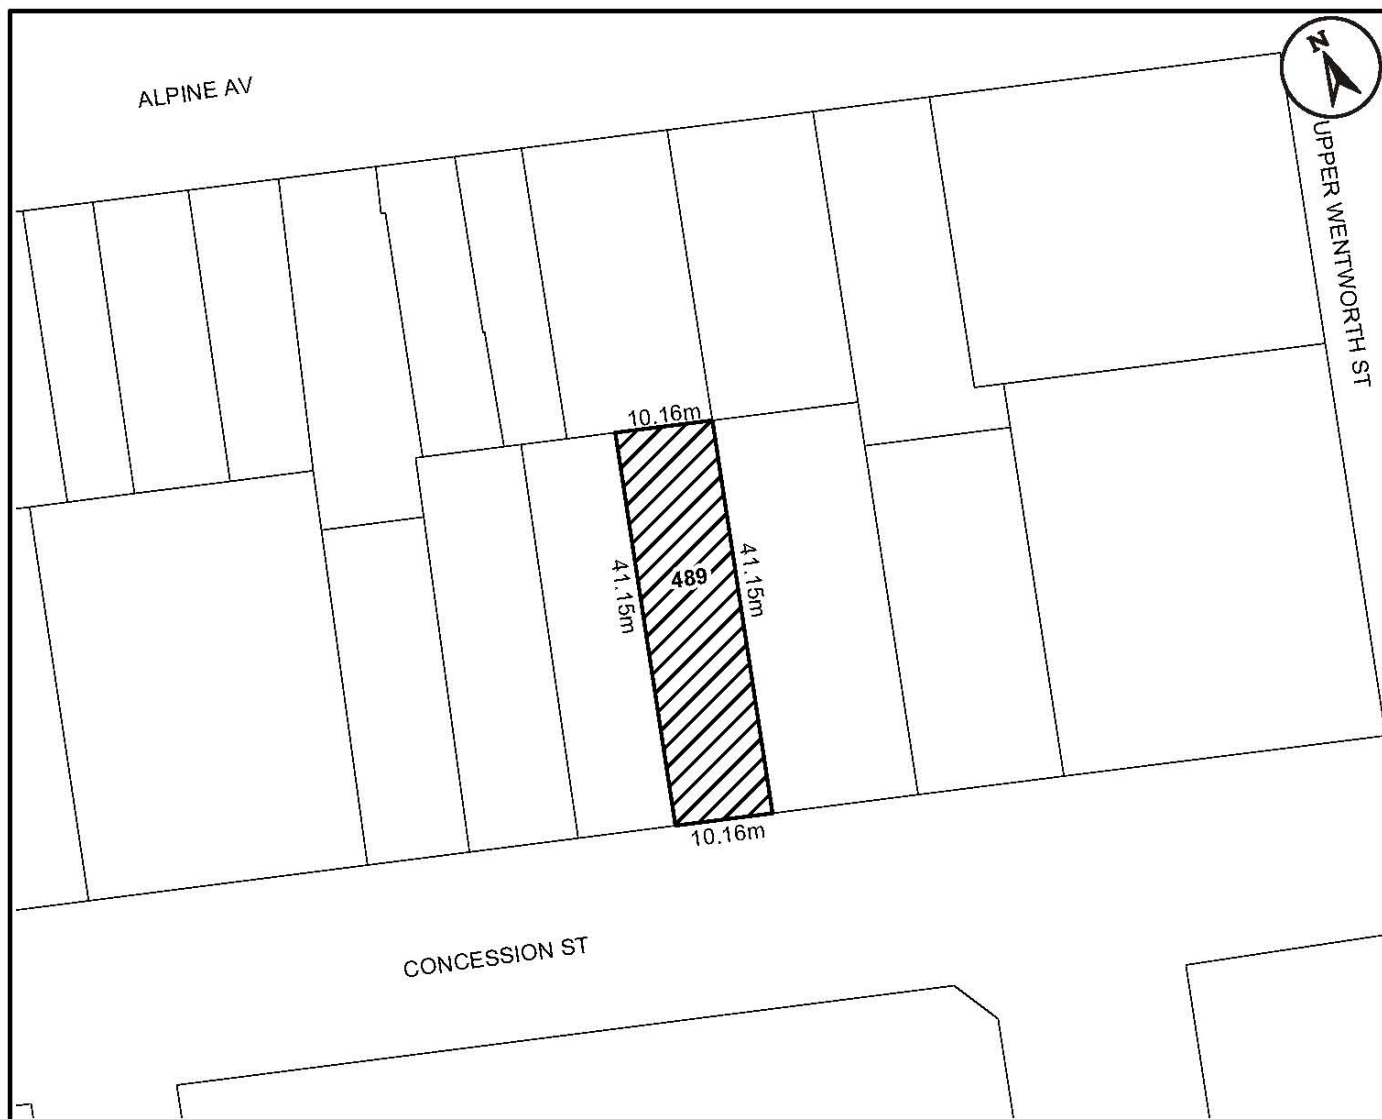 ALPINE AV
N
UPPER WENTWORTH ST
10.16m
41.15m
489
41.15m
10.16m
CONCESSION ST